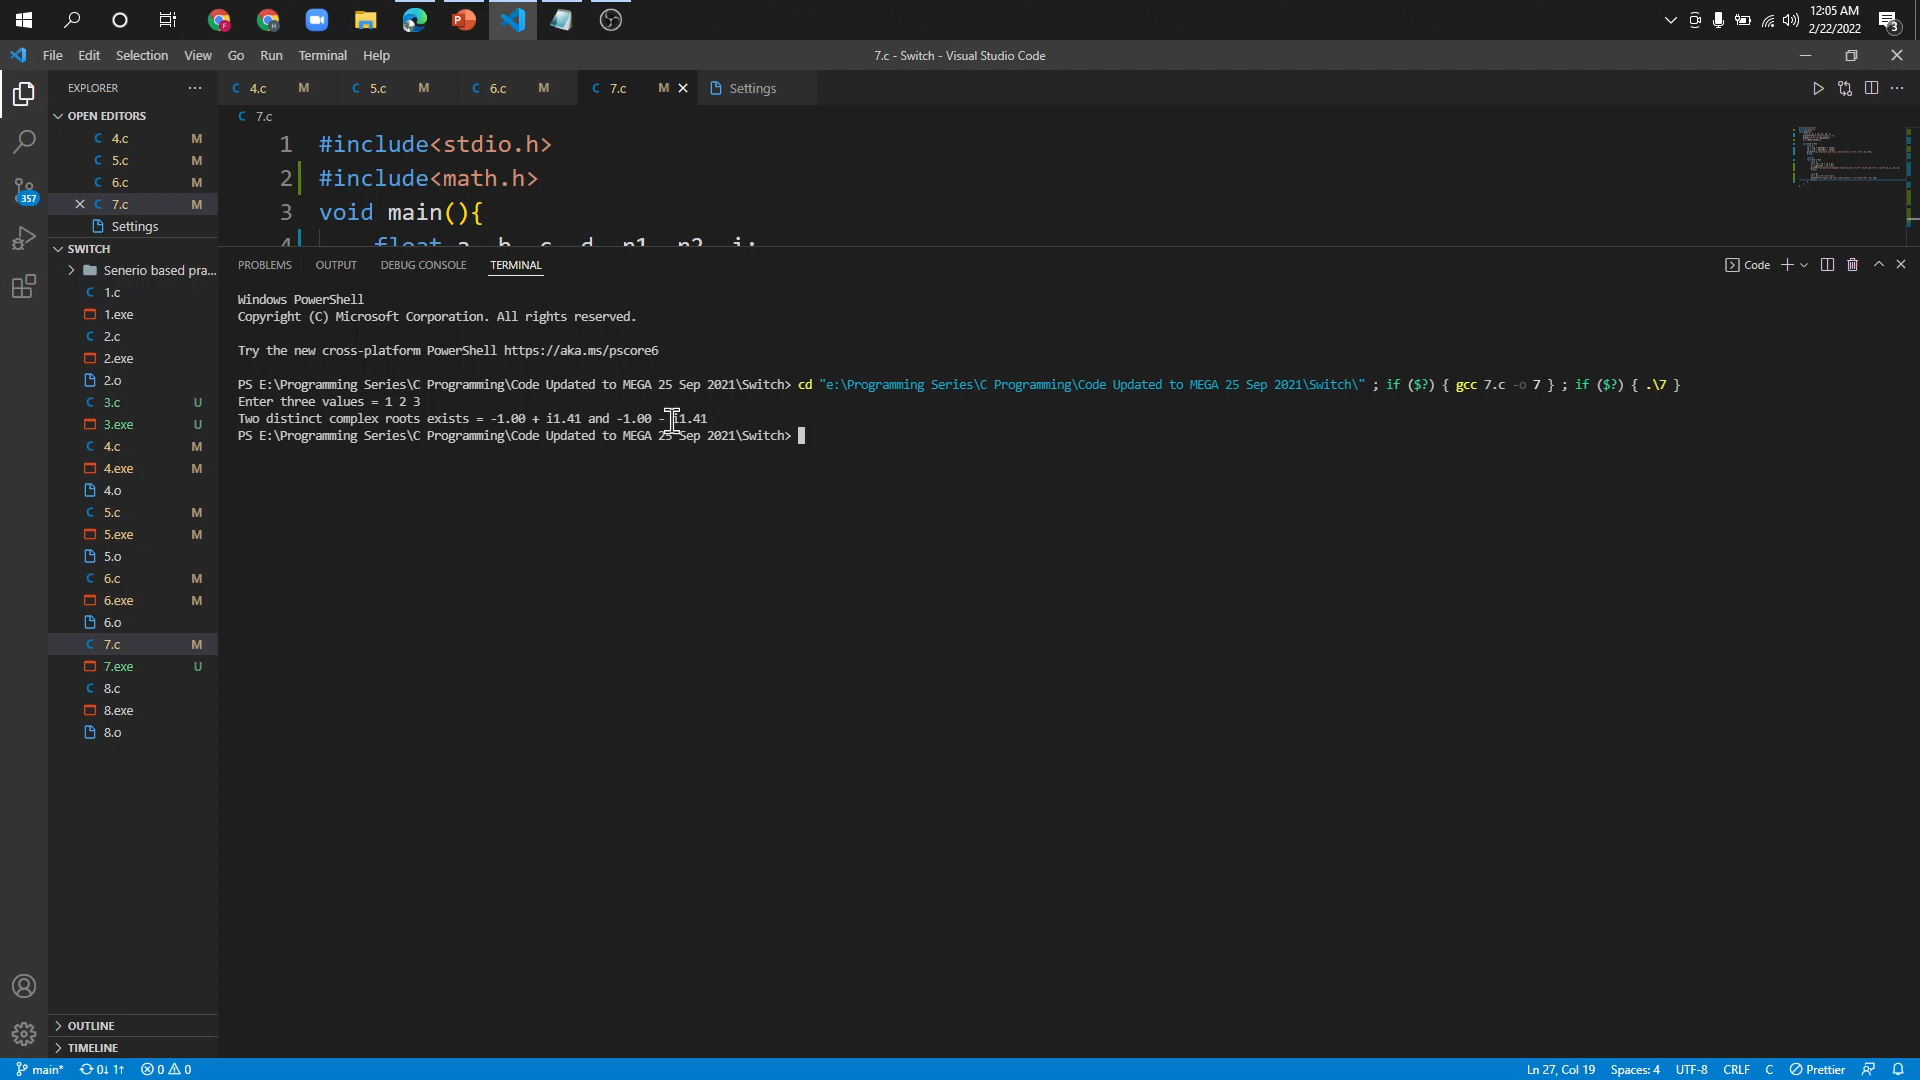 12:05 AM
2/22/2022
3
File Edit Selection View Go Run Terminal Help
7.c - Switch - Visual Studio Code
EXPLORER
4.c M
5.c M
6.c M
7.c M
Settings
OPEN EDITORS
4.c M
5.c M
6.c M
7.c M
Settings
357
SWITCH
Senerio based pra...
1.c
1.exe
2.c
2.exe
2.o
3.c U
3.exe U
4.c M
4.exe M
4.o
5.c M
5.exe M
5.o
6.c M
6.exe M
6.o
7.c M
7.exe U
8.c
8.exe
8.o
OUTLINE
TIMELINE
7.c
1 #include<stdio.h>
2 #include<math.h>
3 void main(){
4 float a, b, c, d, r1, r2, i;
PROBLEMS OUTPUT DEBUG CONSOLE TERMINAL
Code
Windows PowerShell
Copyright (C) Microsoft Corporation. All rights reserved.
Try the new cross-platform PowerShell https://aka.ms/pscore6
PS E:\Programming Series\C Programming\Code Updated to MEGA 25 Sep 2021\Switch> cd "e:\Programming Series\C Programming\Code Updated to MEGA 25 Sep 2021\Switch\" ; if ($?) { gcc 7.c -o 7 } ; if ($?) { .\7 }
Enter three values = 1 2 3
Two distinct complex roots exists = -1.00 + i1.41 and -1.00 - i1.41
PS E:\Programming Series\C Programming\Code Updated to MEGA 25 Sep 2021\Switch>
main* 0↓ 1↑ 0 0
Ln 27, Col 19 Spaces: 4 UTF-8 CRLF C Prettier